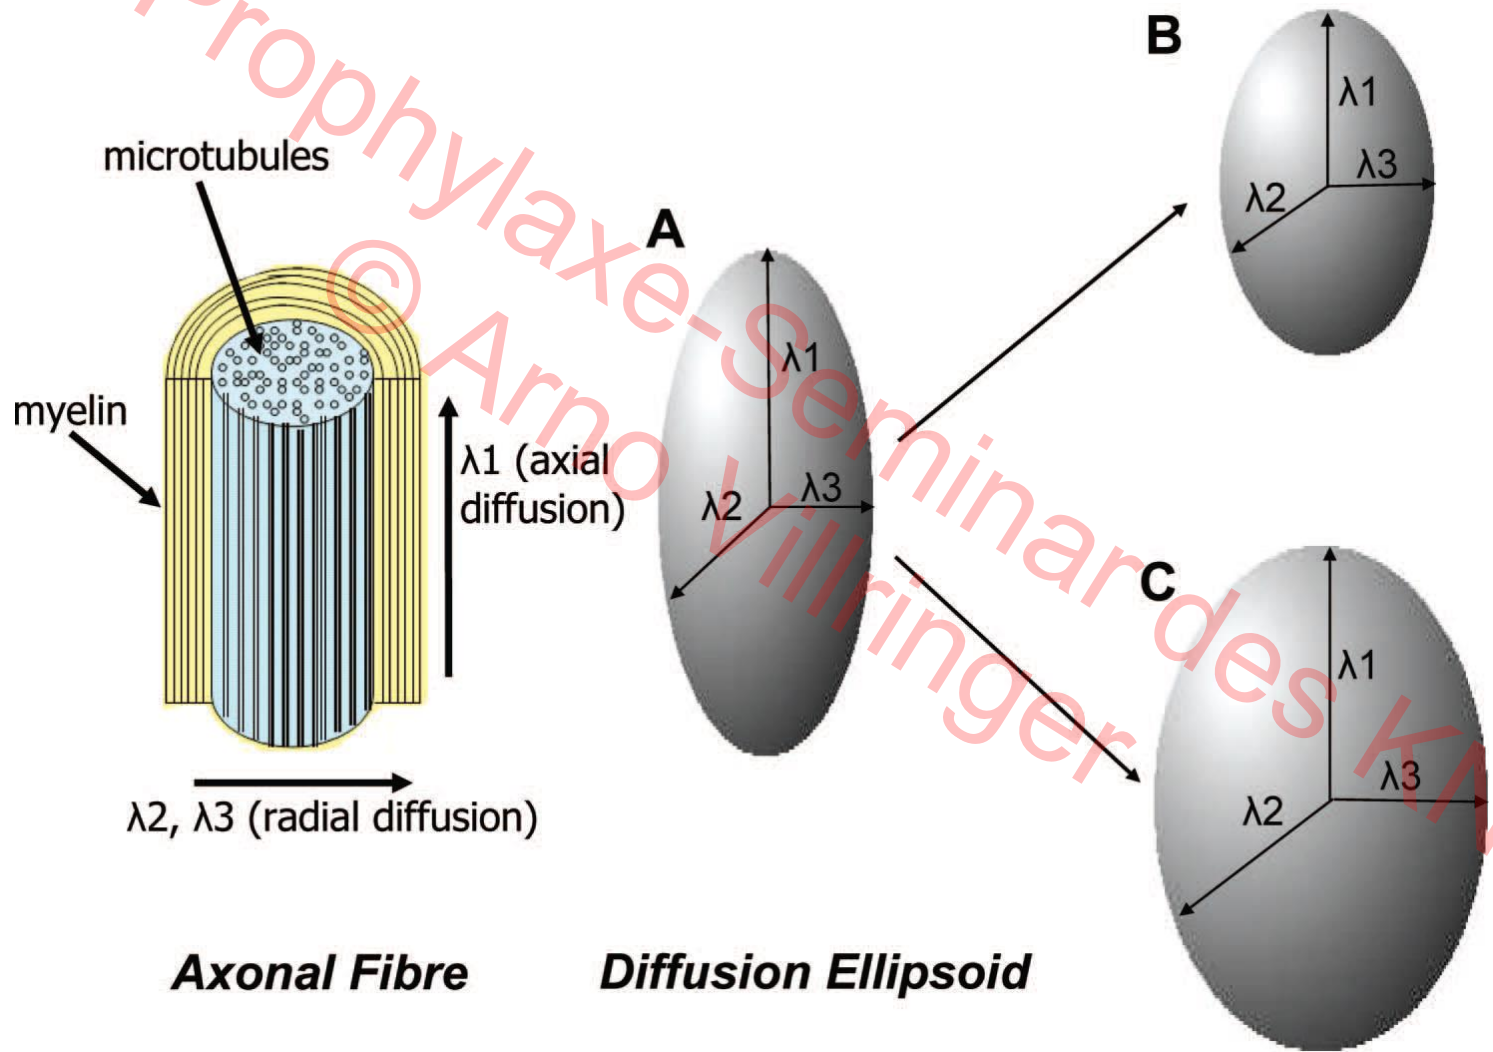 Prophylaxe-Seminar des KN
© Arno Villringer
microtubules
myelin
λ1 (axial
diffusion)
λ2, λ3 (radial diffusion)
Axonal Fibre
A
λ1
λ2
λ3
Diffusion Ellipsoid
B
λ1
λ3
λ2
C
λ1
λ3
λ2